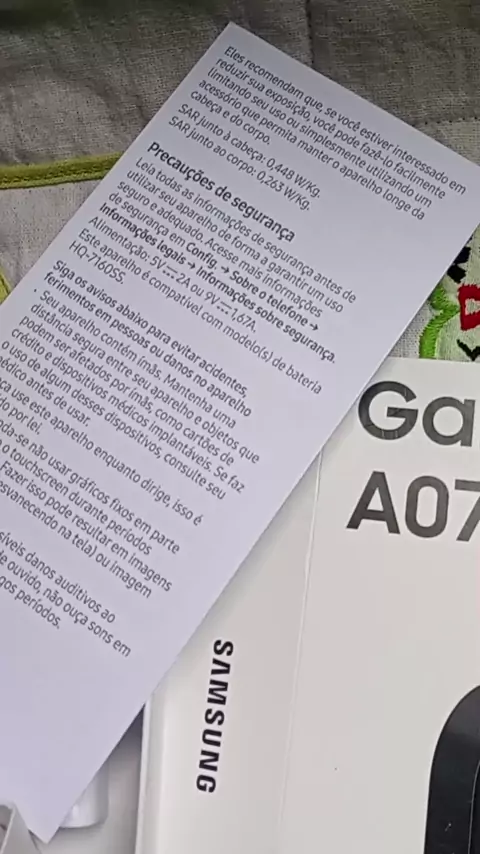 Eles recomendam que, se você estiver interessado em
reduzir sua exposição, você pode fazê-lo facilmente
limitando seu uso ou simplesmente utilizando um
acessório que permita manter o aparelho longe da
cabeça e do corpo.
SAR junto à cabeça: 0,448 W/Kg.
SAR junto ao corpo: 0,263 W/Kg.
Precauções de segurança
Leia todas as informações de segurança antes de
utilizar seu aparelho de forma a garantir um uso
seguro e adequado. Acesse mais informações
de segurança em Config. → Sobre o telefone →
Informações legais → Informações sobre segurança.
Alimentação: 5V⎓2A ou 9V⎓1,67A.
Este aparelho é compatível com modelo(s) de bateria
HQ-7160SS.
Siga os avisos abaixo para evitar acidentes,
ferimentos em pessoas ou danos no aparelho
• Seu aparelho contém ímãs. Mantenha uma
distância segura entre seu aparelho e objetos que
podem ser afetados por ímãs, como cartões de
crédito e dispositivos médicos implantáveis. Se faz
o uso de algum desses dispositivos, consulte seu
médico antes de usar.
use este aparelho enquanto dirige, isso é
por lei.
não usar gráficos fixos em parte
o touchscreen durante períodos
Fazer isso pode resultar em imagens
na tela) ou imagem
danos auditivos ao
ouvido, não ouça sons em
períodos.
Ga
A07
SAMSUNG